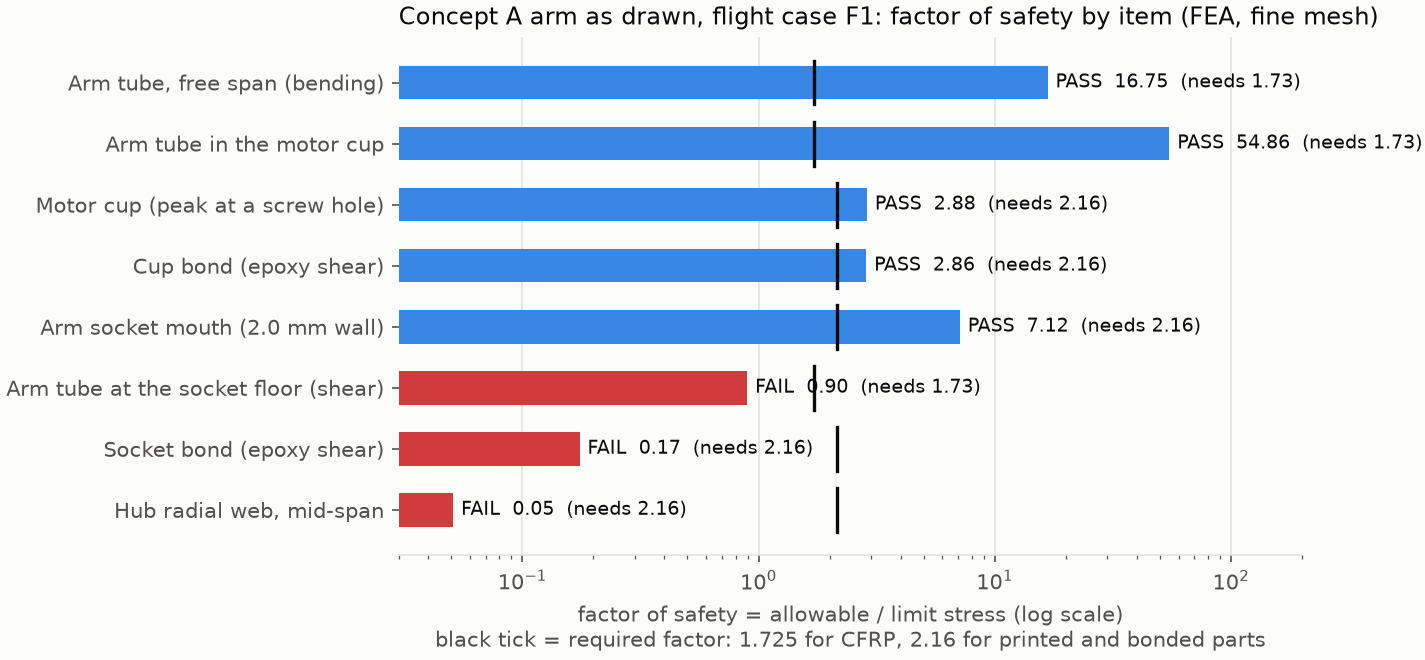 Concept A arm as drawn, flight case F1: factor of safety by item (FEA, fine mesh)
Arm tube, free span (bending) PASS 16.75 (needs 1.73)
Arm tube in the motor cup PASS 54.86 (needs 1.73)
Motor cup (peak at a screw hole) PASS 2.88 (needs 2.16)
Cup bond (epoxy shear) PASS 2.86 (needs 2.16)
Arm socket mouth (2.0 mm wall) PASS 7.12 (needs 2.16)
Arm tube at the socket floor (shear) FAIL 0.90 (needs 1.73)
Socket bond (epoxy shear) FAIL 0.17 (needs 2.16)
Hub radial web, mid-span FAIL 0.05 (needs 2.16)
10⁻¹ 10⁰ 10¹ 10²
factor of safety = allowable / limit stress (log scale)
black tick = required factor: 1.725 for CFRP, 2.16 for printed and bonded parts